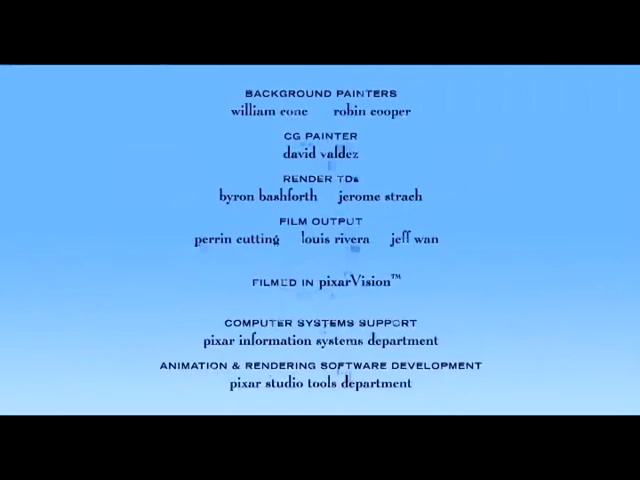 BACKGROUND PAINTERS
william cone robin cooper
CG PAINTER
david valdez
RENDER TDs
byron bashforth jerome strach
FILM OUTPUT
perrin cutting louis rivera jeff wan
FILMED IN pixarVision™
COMPUTER SYSTEMS SUPPORT
pixar information systems department
ANIMATION & RENDERING SOFTWARE DEVELOPMENT
pixar studio tools department